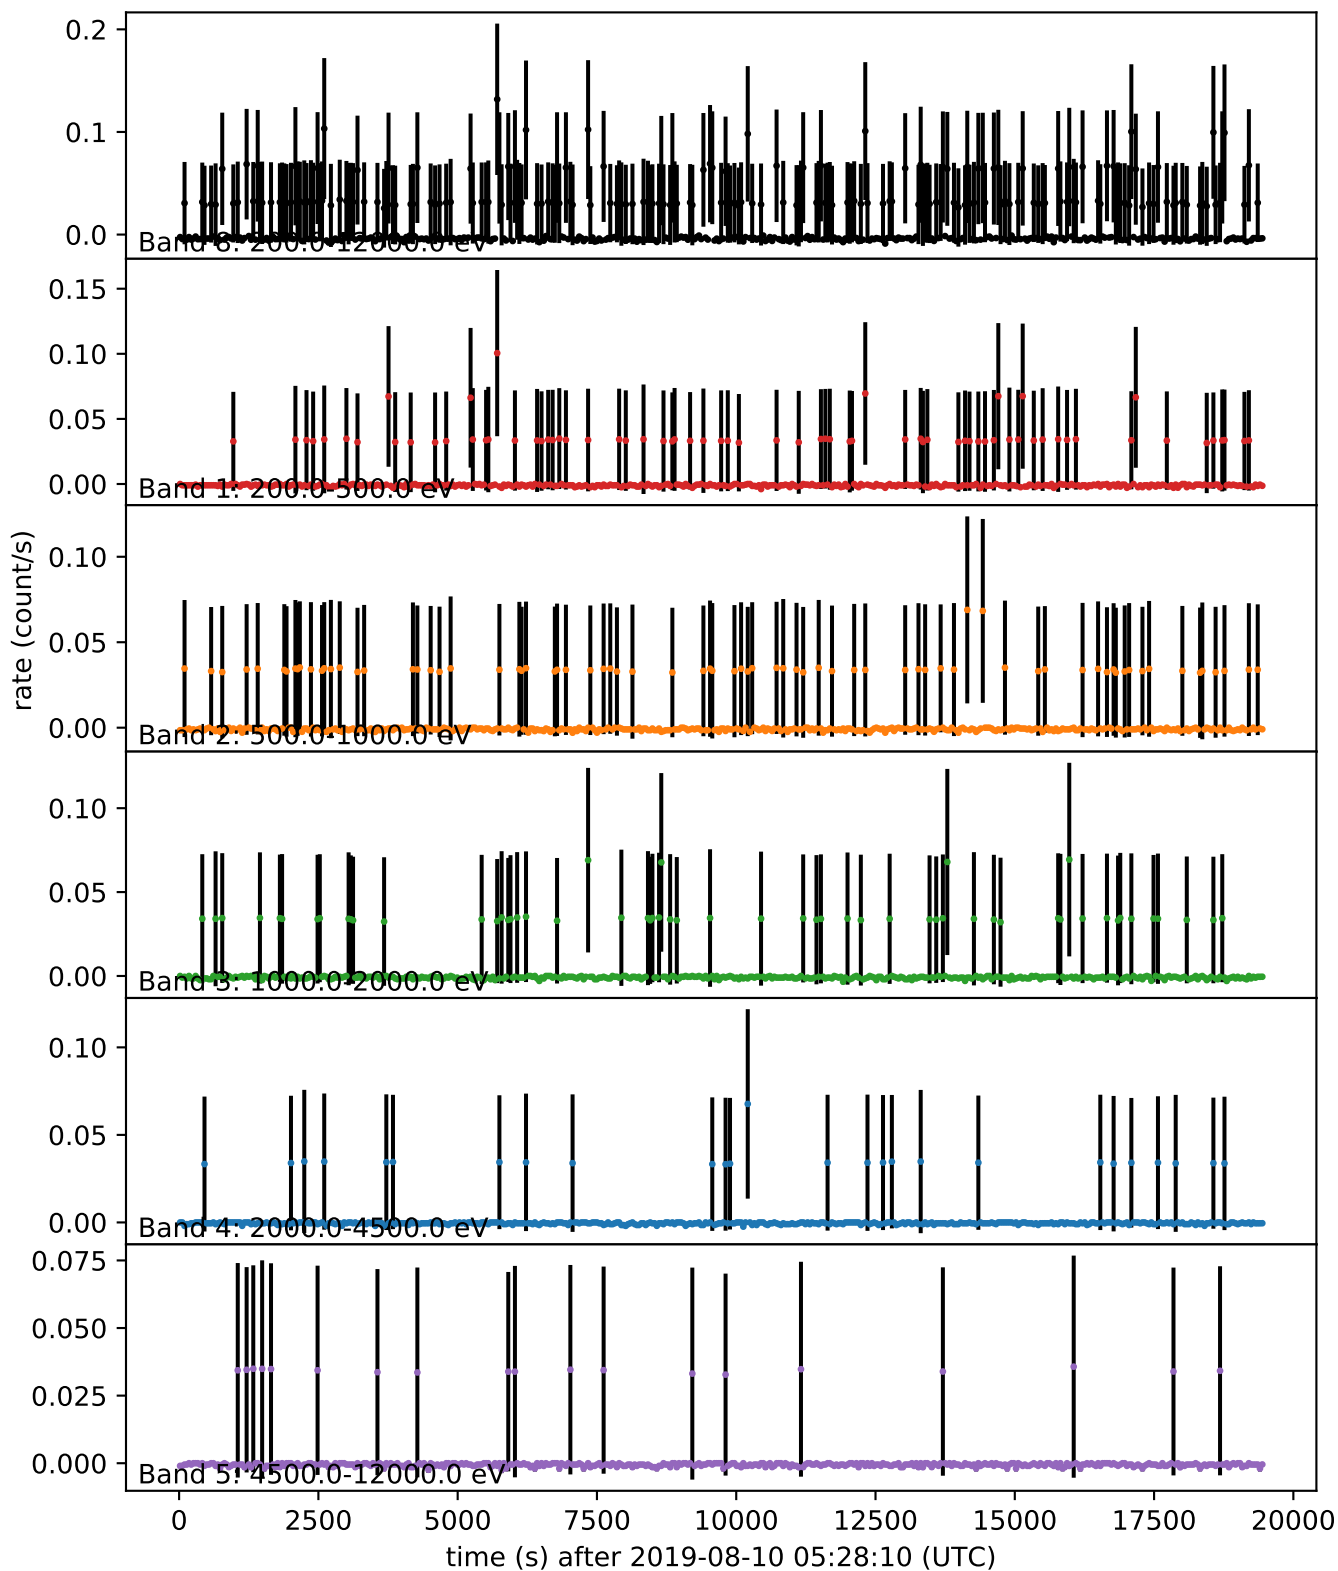 0.2
0.1
0.0
Band 8: 200.0-12000.0 eV
0.15
0.10
0.05
0.00
Band 1: 200.0-500.0 eV
rate (count/s)
0.10
0.05
0.00
Band 2: 500.0-1000.0 eV
0.10
0.05
0.00
Band 3: 1000.0-2000.0 eV
0.10
0.05
0.00
Band 4: 2000.0-4500.0 eV
0.075
0.050
0.025
0.000
Band 5: 4500.0-12000.0 eV
0 2500 5000 7500 10000 12500 15000 17500 20000
time (s) after 2019-08-10 05:28:10 (UTC)